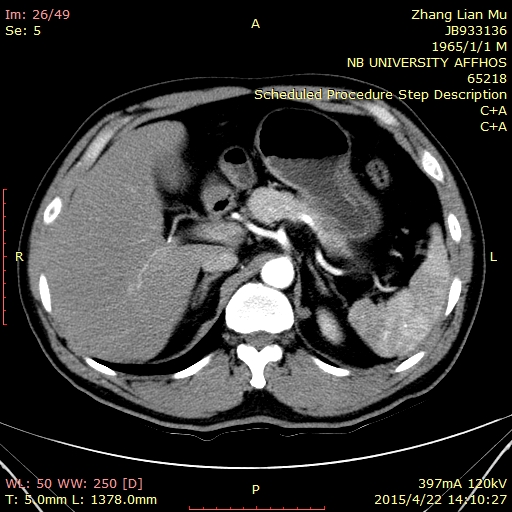 Im: 26/49
Se: 5
A
Zhang Lian Mu
JB933136
1965/1/1 M
NB UNIVERSITY AFFHOS
65218
Scheduled Procedure Step Description
C+A
C+A
R
L
WL: 50 WW: 250 [D]
T: 5.0mm L: 1378.0mm
P
397mA 120kV
2015/4/22 14:10:27